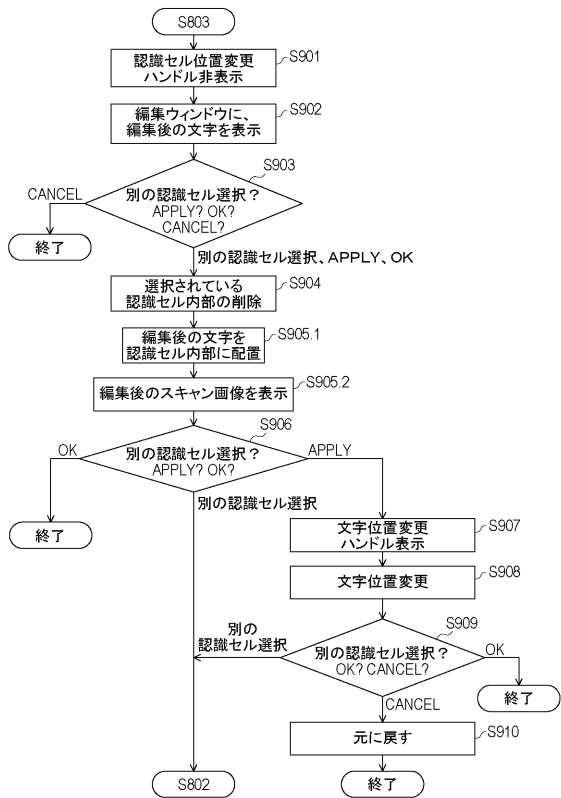 S803
認識セル位置変更
ハンドル非表示
S901
編集ウィンドウに、
編集後の文字を表示
S902
S903
別の認識セル選択？
APPLY? OK?
CANCEL?
CANCEL
終了
別の認識セル選択、APPLY、OK
選択されている
認識セル内部の削除
S904
編集後の文字を
認識セル内部に配置
S905.1
編集後のスキャン画像を表示
S905.2
S906
別の認識セル選択？
APPLY? OK?
OK
APPLY
終了
別の認識セル選択
文字位置変更
ハンドル表示
S907
文字位置変更
S908
S909
別の
認識セル選択
別の認識セル選択？
OK? CANCEL?
OK
終了
CANCEL
元に戻す
S910
S802
終了